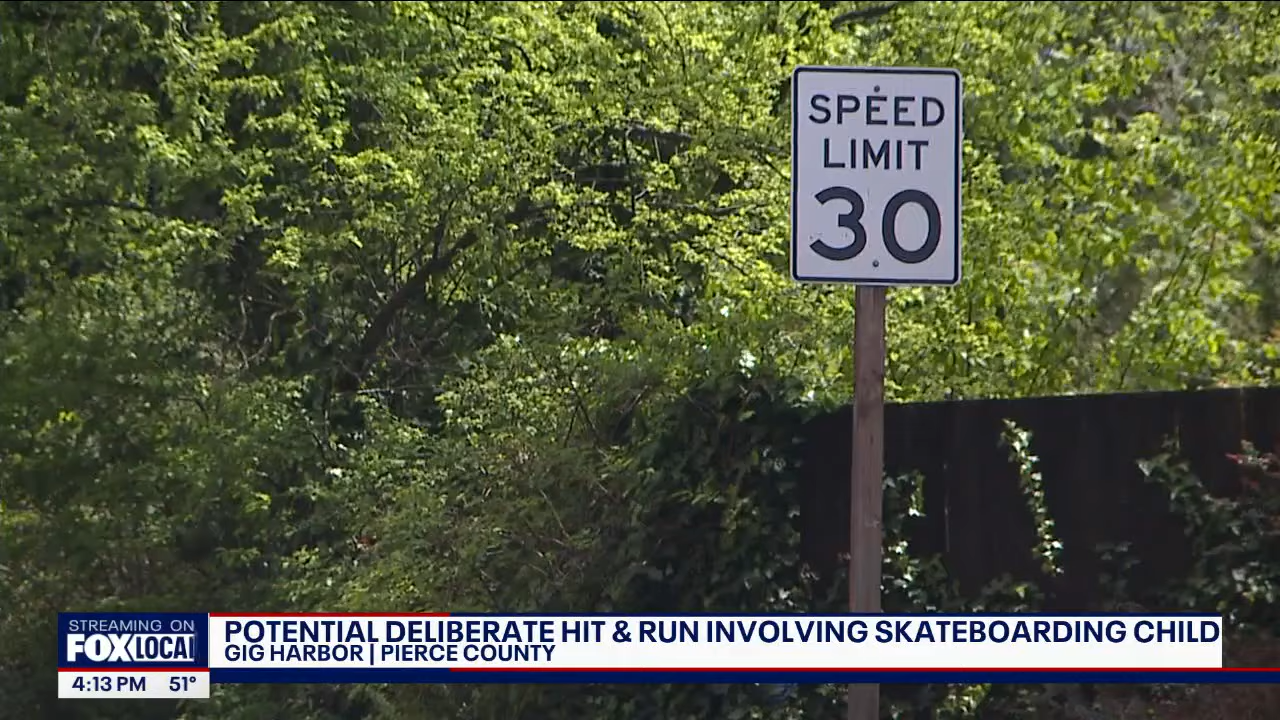 SPEED
LIMIT
30
STREAMING ON
FOX LOCAL
4:13 PM 51°
POTENTIAL DELIBERATE HIT & RUN INVOLVING SKATEBOARDING CHILD
GIG HARBOR | PIERCE COUNTY